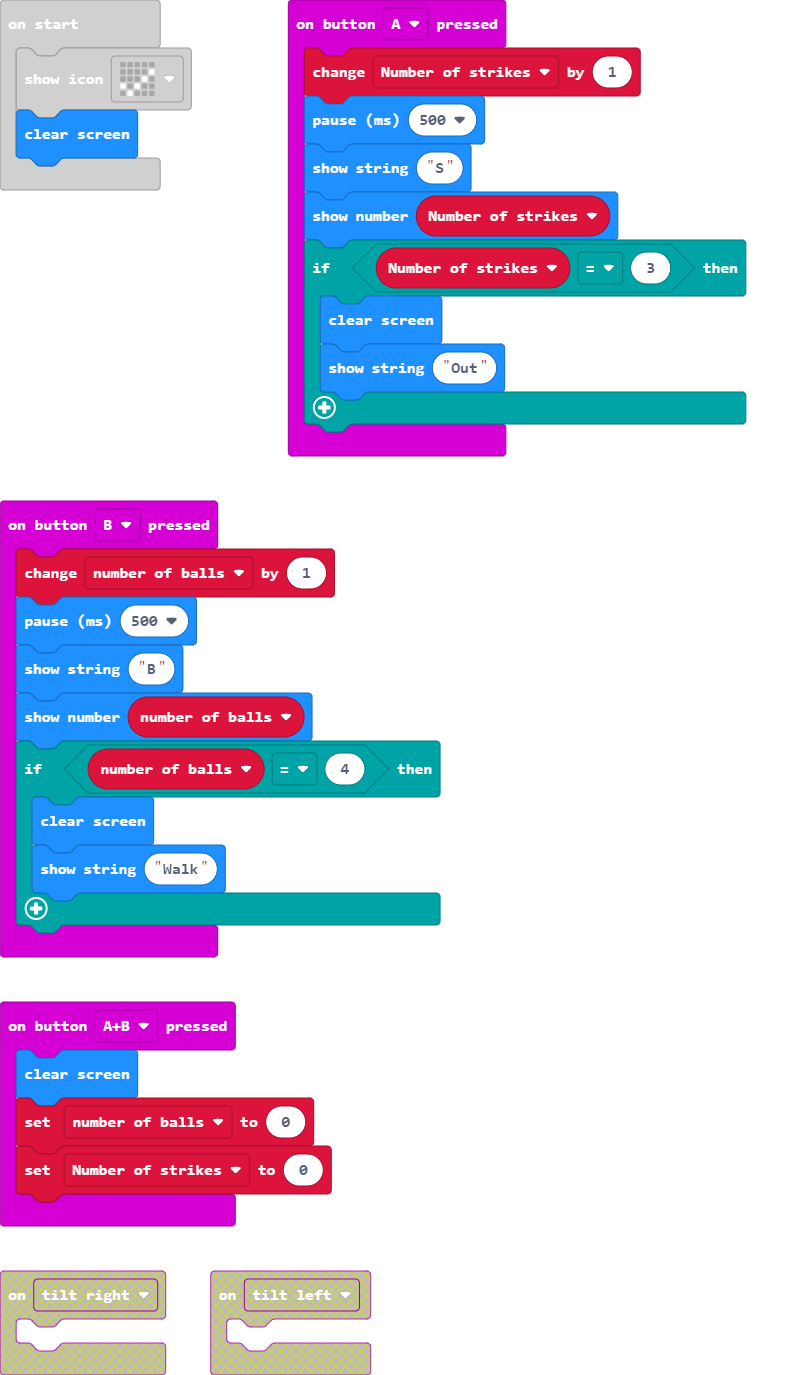 on start
show icon
clear screen
on button A pressed
change Number of strikes by 1
pause (ms) 500
show string "S"
show number Number of strikes
if Number of strikes = 3 then
clear screen
show string "Out"
on button B pressed
change number of balls by 1
pause (ms) 500
show string "B"
show number number of balls
if number of balls = 4 then
clear screen
show string "Walk"
on button A+B pressed
clear screen
set number of balls to 0
set Number of strikes to 0
on tilt right
on tilt left